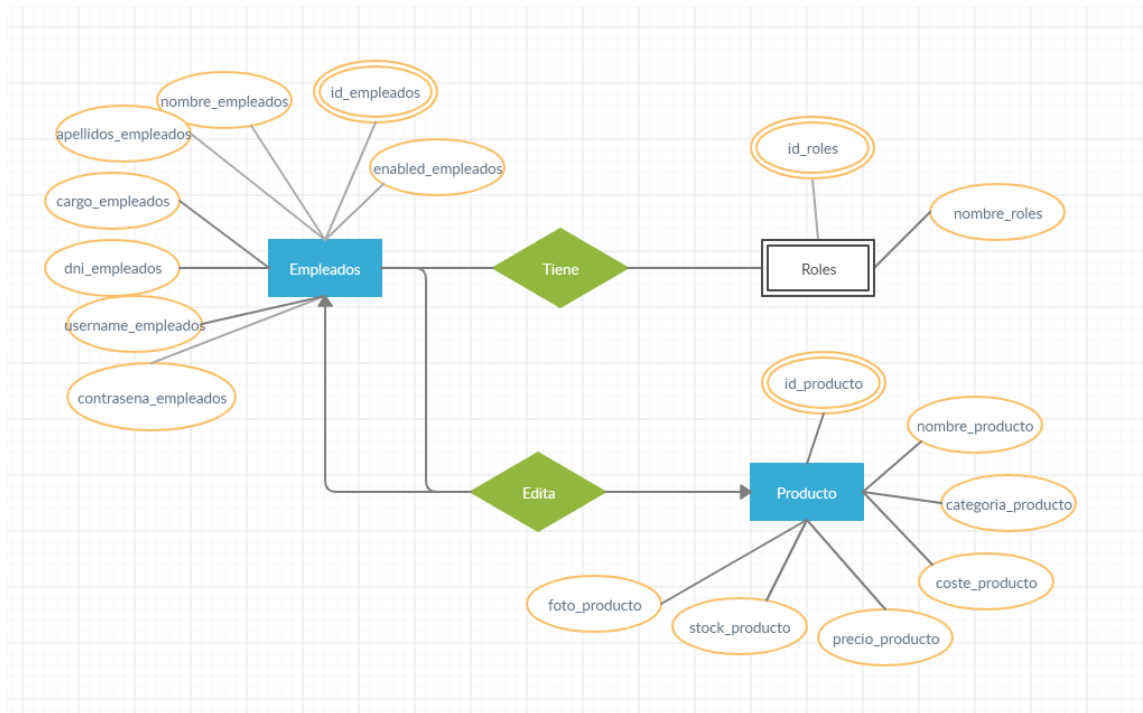 id_empleados
nombre_empleados
apellidos_empleados
enabled_empleados
cargo_empleados
dni_empleados
username_empleados
contrasena_empleados
Empleados
Tiene
id_roles
nombre_roles
Roles
Edita
id_producto
nombre_producto
Producto
categoria_producto
coste_producto
foto_producto
stock_producto
precio_producto